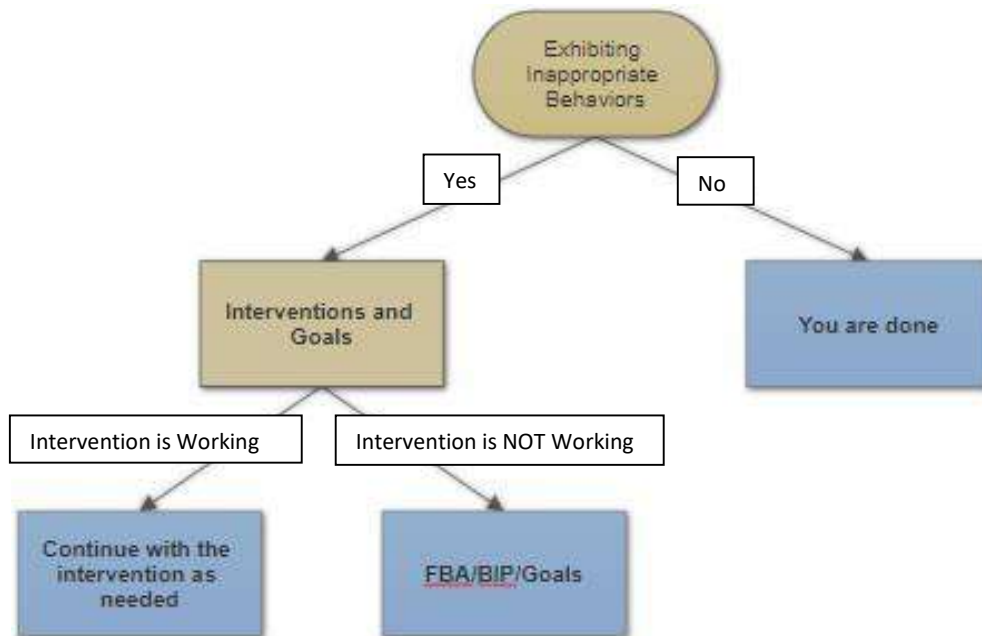 Exhibiting
Inappropriate
Behaviors
Yes
No
Interventions and
Goals
You are done
Intervention is Working
Intervention is NOT Working
Continue with the
intervention as
needed
FBA/BIP/Goals